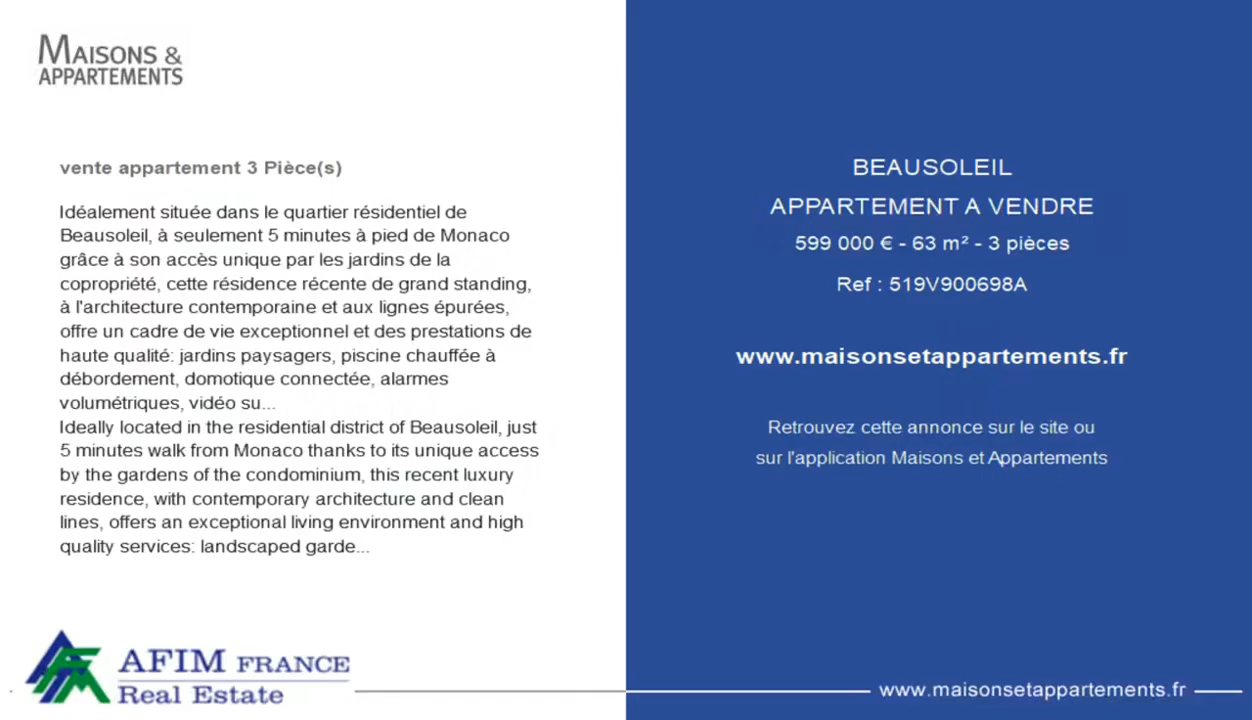 MAISONS &
APPARTEMENTS
vente appartement 3 Pièce(s)
Idéalement située dans le quartier résidentiel de
Beausoleil, à seulement 5 minutes à pied de Monaco
grâce à son accès unique par les jardins de la
copropriété, cette résidence récente de grand standing,
à l'architecture contemporaine et aux lignes épurées,
offre un cadre de vie exceptionnel et des prestations de
haute qualité: jardins paysagers, piscine chauffée à
débordement, domotique connectée, alarmes
volumétriques, vidéo su...
Ideally located in the residential district of Beausoleil, just
5 minutes walk from Monaco thanks to its unique access
by the gardens of the condominium, this recent luxury
residence, with contemporary architecture and clean
lines, offers an exceptional living environment and high
quality services: landscaped garde...
AFIM FRANCE
Real Estate
BEAUSOLEIL
APPARTEMENT A VENDRE
599 000 € - 63 m² - 3 pièces
Ref : 519V900698A
www.maisonsetappartements.fr
Retrouvez cette annonce sur le site ou
sur l'application Maisons et Appartements
www.maisonsetappartements.fr